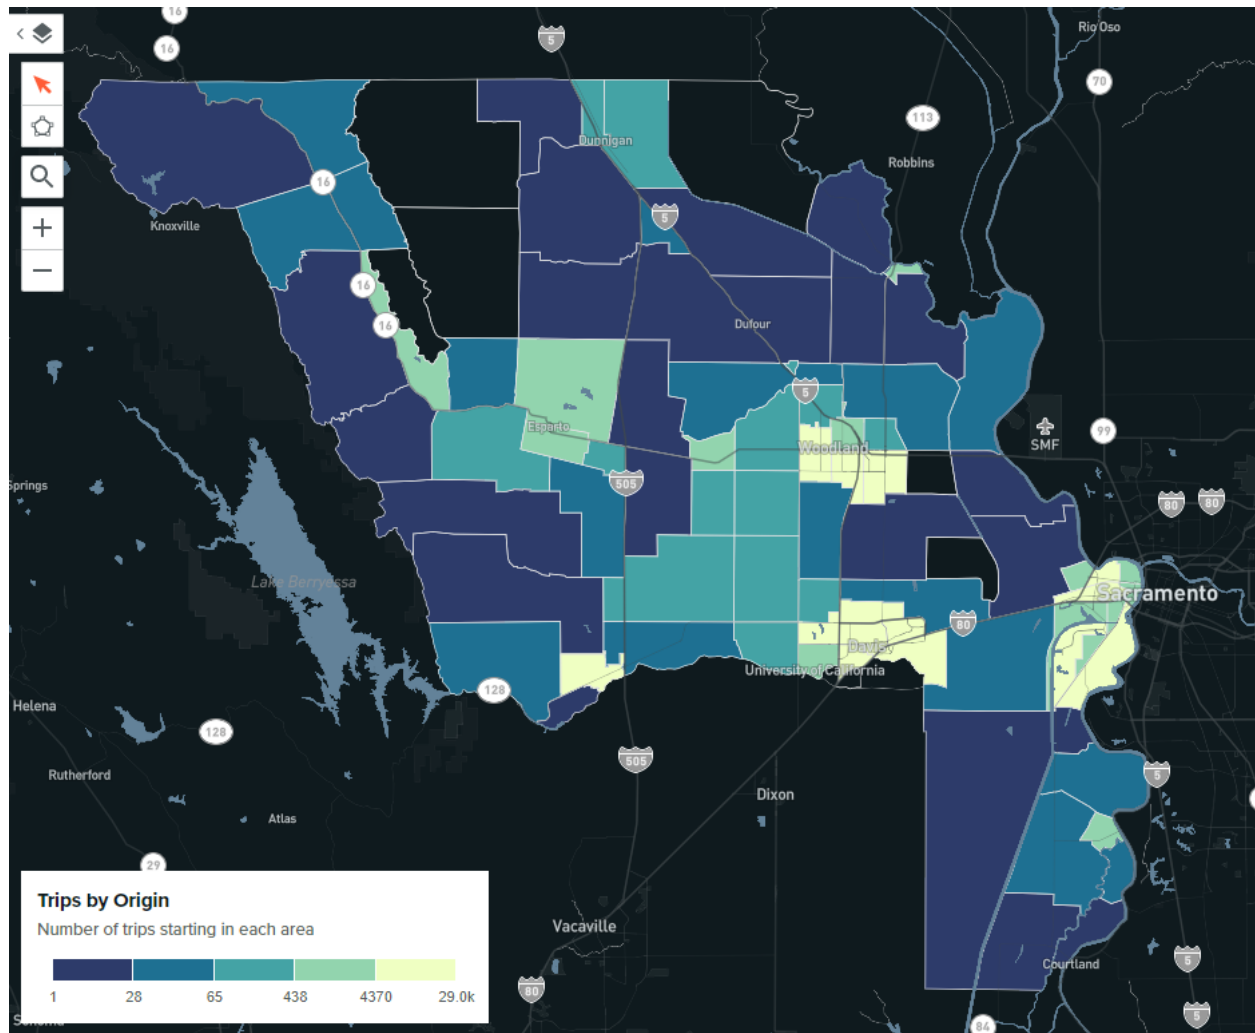 16
Rio Oso
16
5
70
113
Dunnigan
Robbins
16
5
Knoxville
16
16
Dufour
5
Esparto
Woodland
SMF
99
505
Springs
80
80
Lake Berryessa
Sacramento
80
Davis
University of California
128
Helena
128
505
5
Rutherford
Dixon
Atlas
29
Trips by Origin
Number of trips starting in each area
Vacaville
1 28 65 438 4370 29.0k
Courtland
5
80
5
84